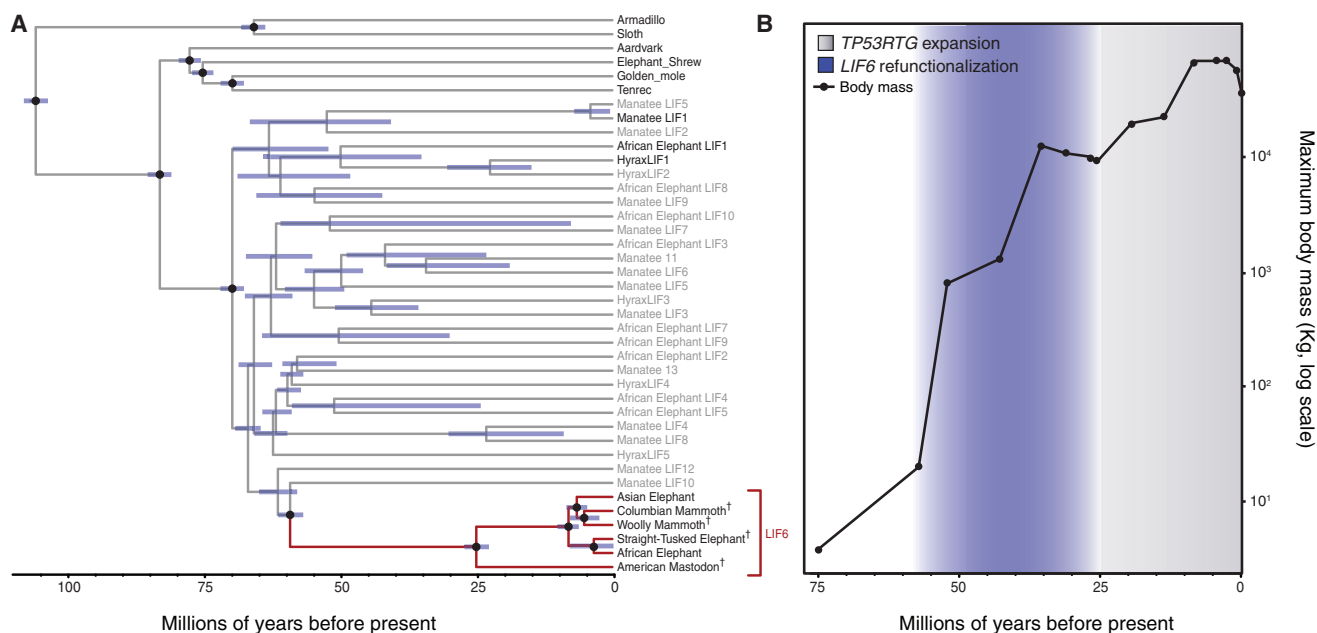 A
Armadillo
Sloth
Aardvark
Elephant_Shrew
Golden_mole
Tenrec
Manatee LIF5
Manatee LIF1
Manatee LIF2
African Elephant LIF1
HyraxLIF1
HyraxLIF2
African Elephant LIF8
Manatee LIF9
African Elephant LIF10
Manatee LIF7
African Elephant LIF3
Manatee 11
Manatee LIF6
Manatee LIF5
HyraxLIF3
Manatee LIF3
African Elephant LIF7
African Elephant LIF9
African Elephant LIF2
Manatee 13
HyraxLIF4
African Elephant LIF4
African Elephant LIF5
Manatee LIF4
Manatee LIF8
HyraxLIF5
Manatee LIF12
Manatee LIF10
Asian Elephant
Columbian Mammoth†
Woolly Mammoth†
Straight-Tusked Elephant†
African Elephant
American Mastodon†
LIF6
100 75 50 25 0
Millions of years before present
B
TP53RTG expansion
LIF6 refunctionalization
Body mass
10⁴
10³
10²
10¹
Maximum body mass (Kg, log scale)
75 50 25 0
Millions of years before present